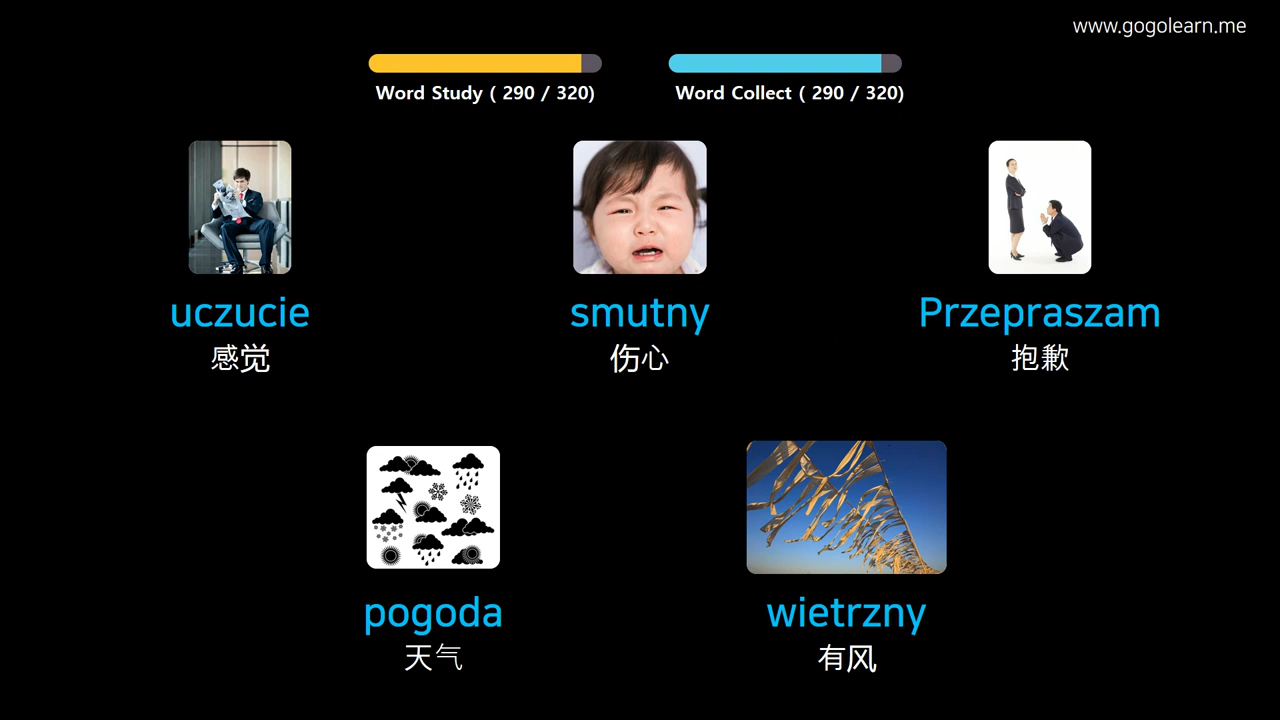 www.gogolearn.me
Word Study ( 290 / 320)
Word Collect ( 290 / 320)
uczucie
感觉
smutny
伤心
Przepraszam
抱歉
pogoda
天气
wietrzny
有风